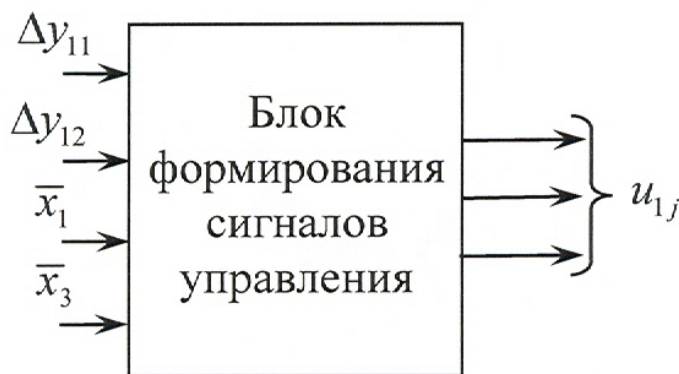 Δy₁₁
Δy₁₂
x̄₁
x̄₃
Блок
формирования
сигналов
управления
u₁ⱼ